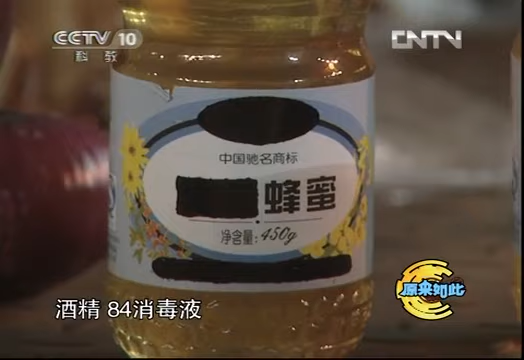 CCTV 10
科教
CNTV
中国驰名商标
蜂蜜
净含量: 450g
原来如此
酒精 84消毒液